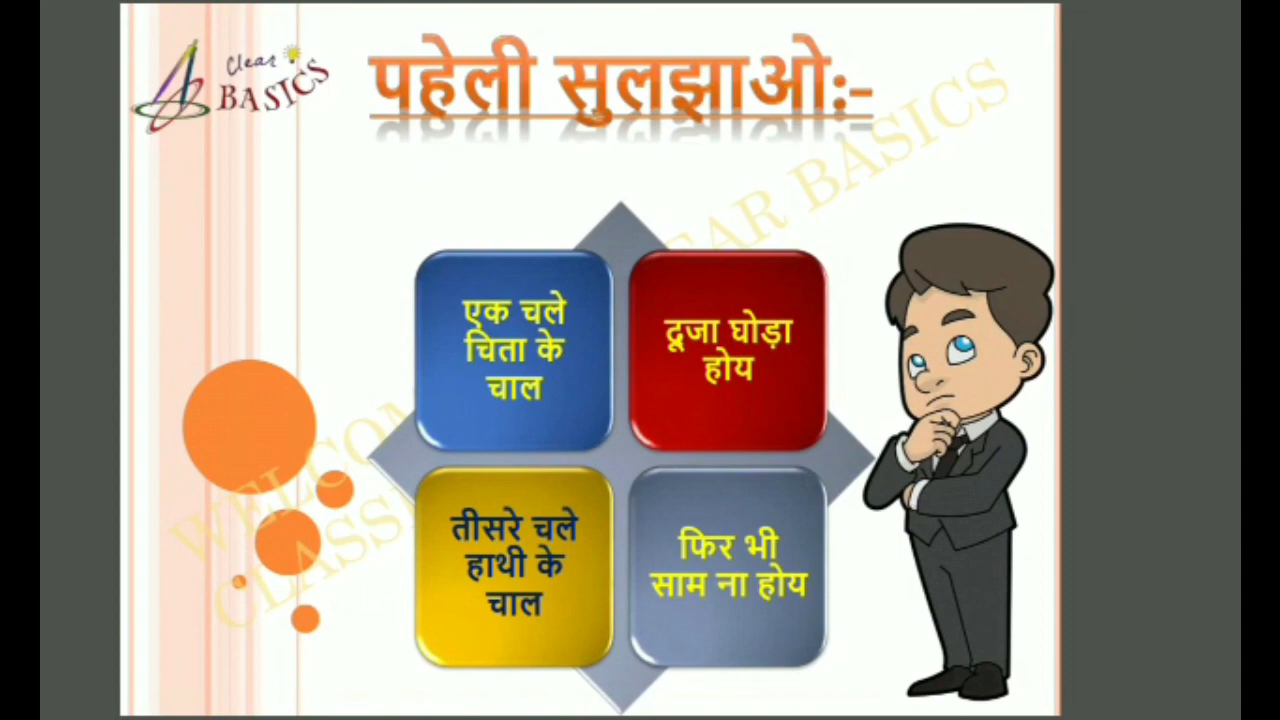 Clear
BASICS
पहेली सुलझाओ:-
एक चले
चिता के
चाल
दूजा घोड़ा
होय
तीसरे चले
हाथी के
चाल
फिर भी
साम ना होय